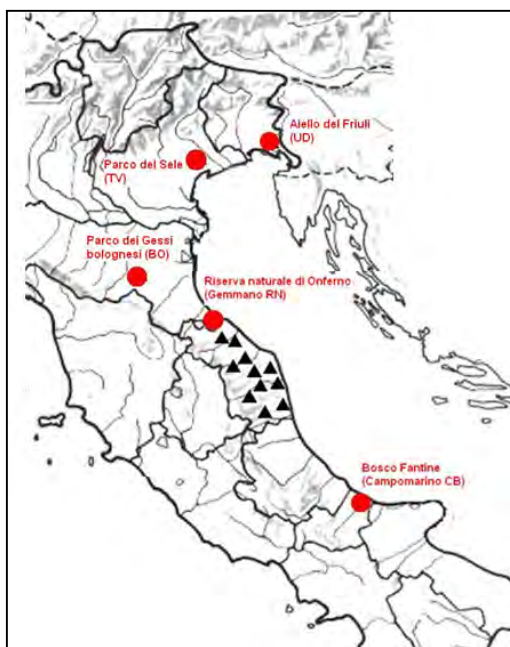 Aiello del Friuli
(UD)
Parco del Sele
(TV)
Parco dei Gessi
bolognesi (BO)
Riserva naturale di Onferno
(Gemmano RN)
Bosco Fantine
(Campomarino CB)